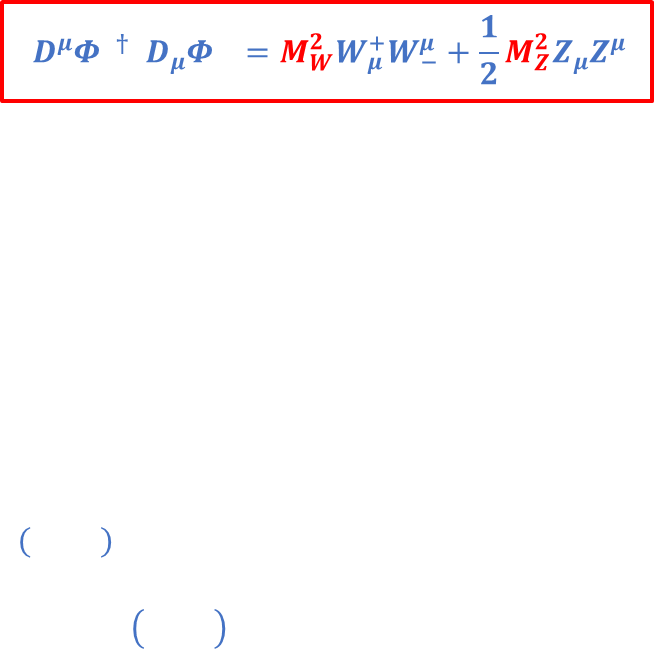 𝑫^𝝁𝜱 † 𝑫_𝝁𝜱 = 𝑴_𝑾^𝟐 𝑾_𝝁^+ 𝑾_−^𝝁 + 𝟏/𝟐 𝑴_𝒁^𝟐 𝒁_𝝁 𝒁^𝝁
( )
( )